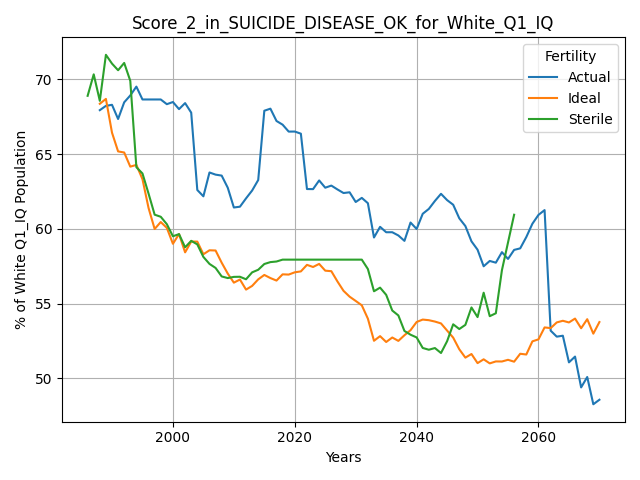 Score_2_in_SUICIDE_DISEASE_OK_for_White_Q1_IQ
Fertility
Actual
Ideal
Sterile
% of White Q1_IQ Population
70
65
60
55
50
2000
2020
2040
2060
Years